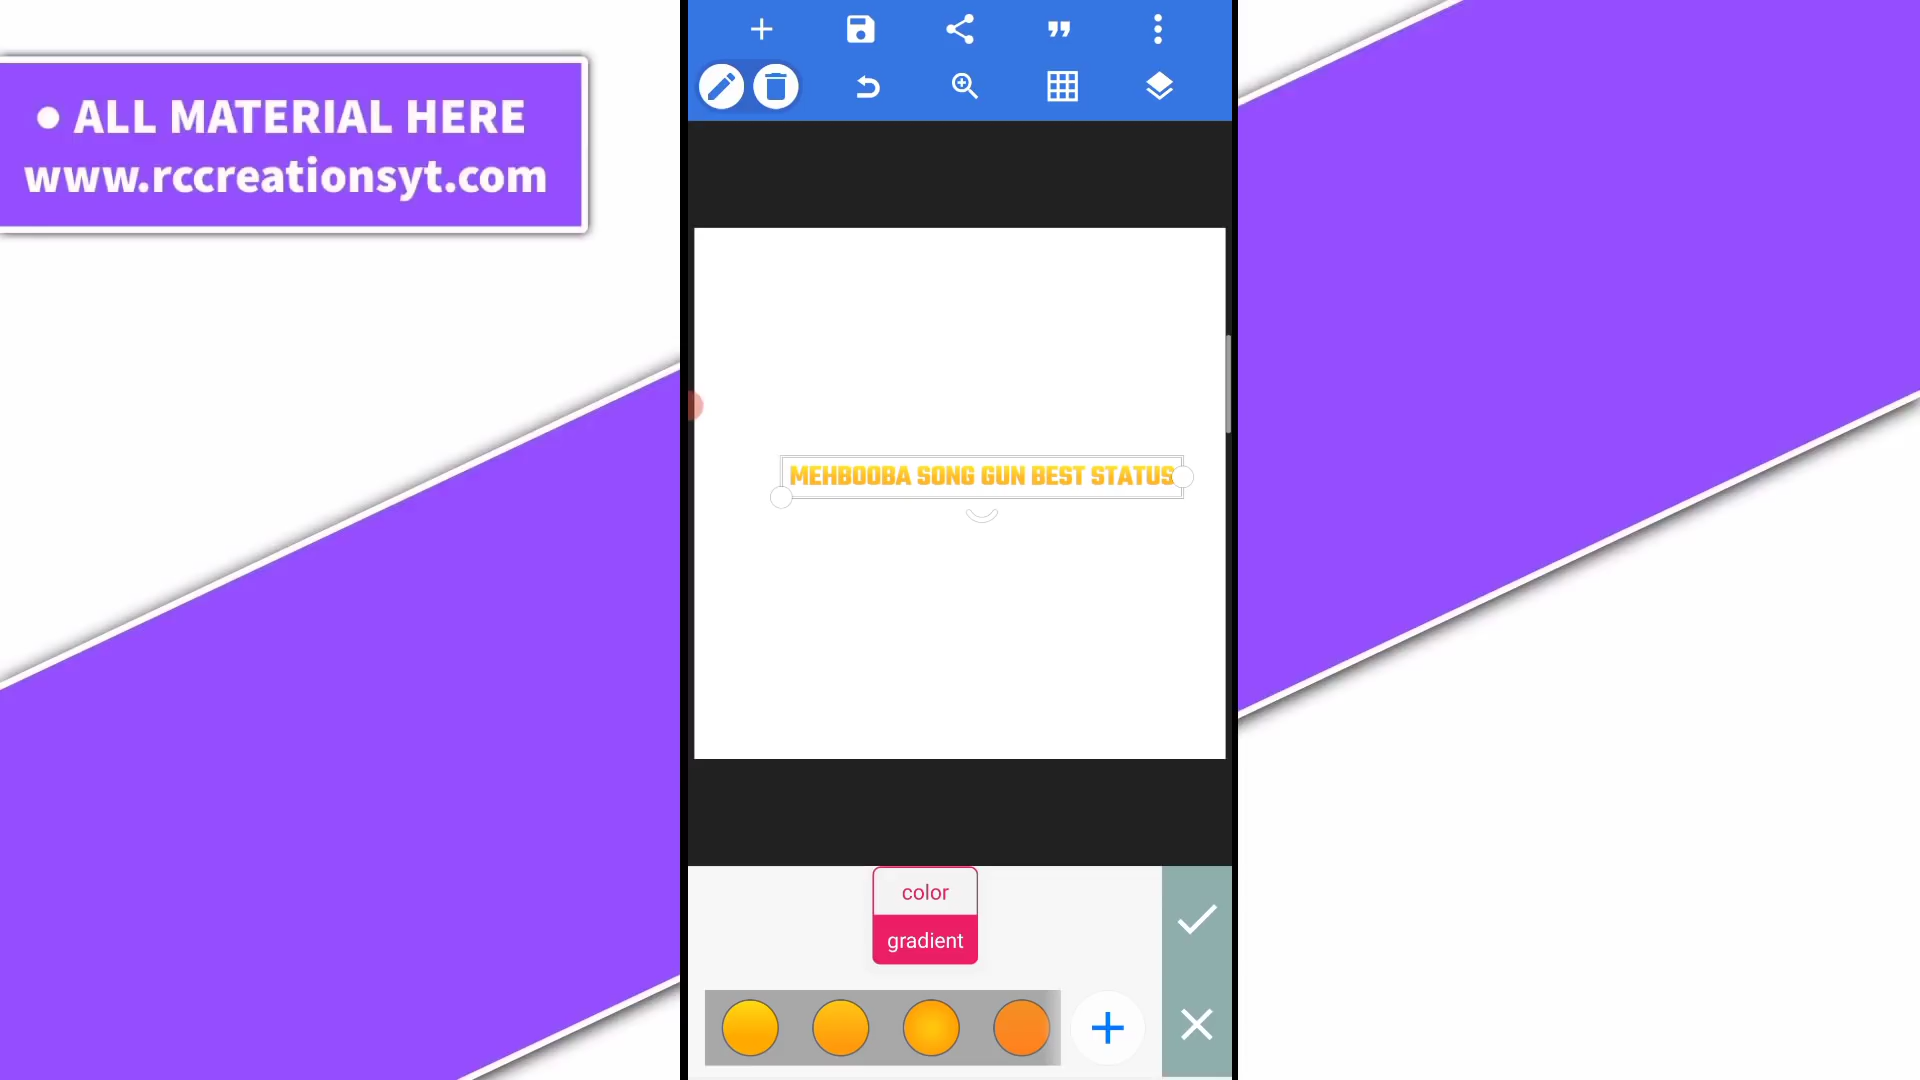 • ALL MATERIAL HERE
www.rccreationsyt.com
MEHBOOBA SONG GUN BEST STATUS
color
gradient